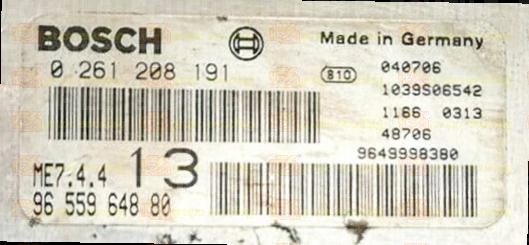 BOSCH
Made in Germany
0 261 208 191
810
040706
1039S06542
1166 0313
48706
9649998380
ME7.4.4 13
96 559 648 80